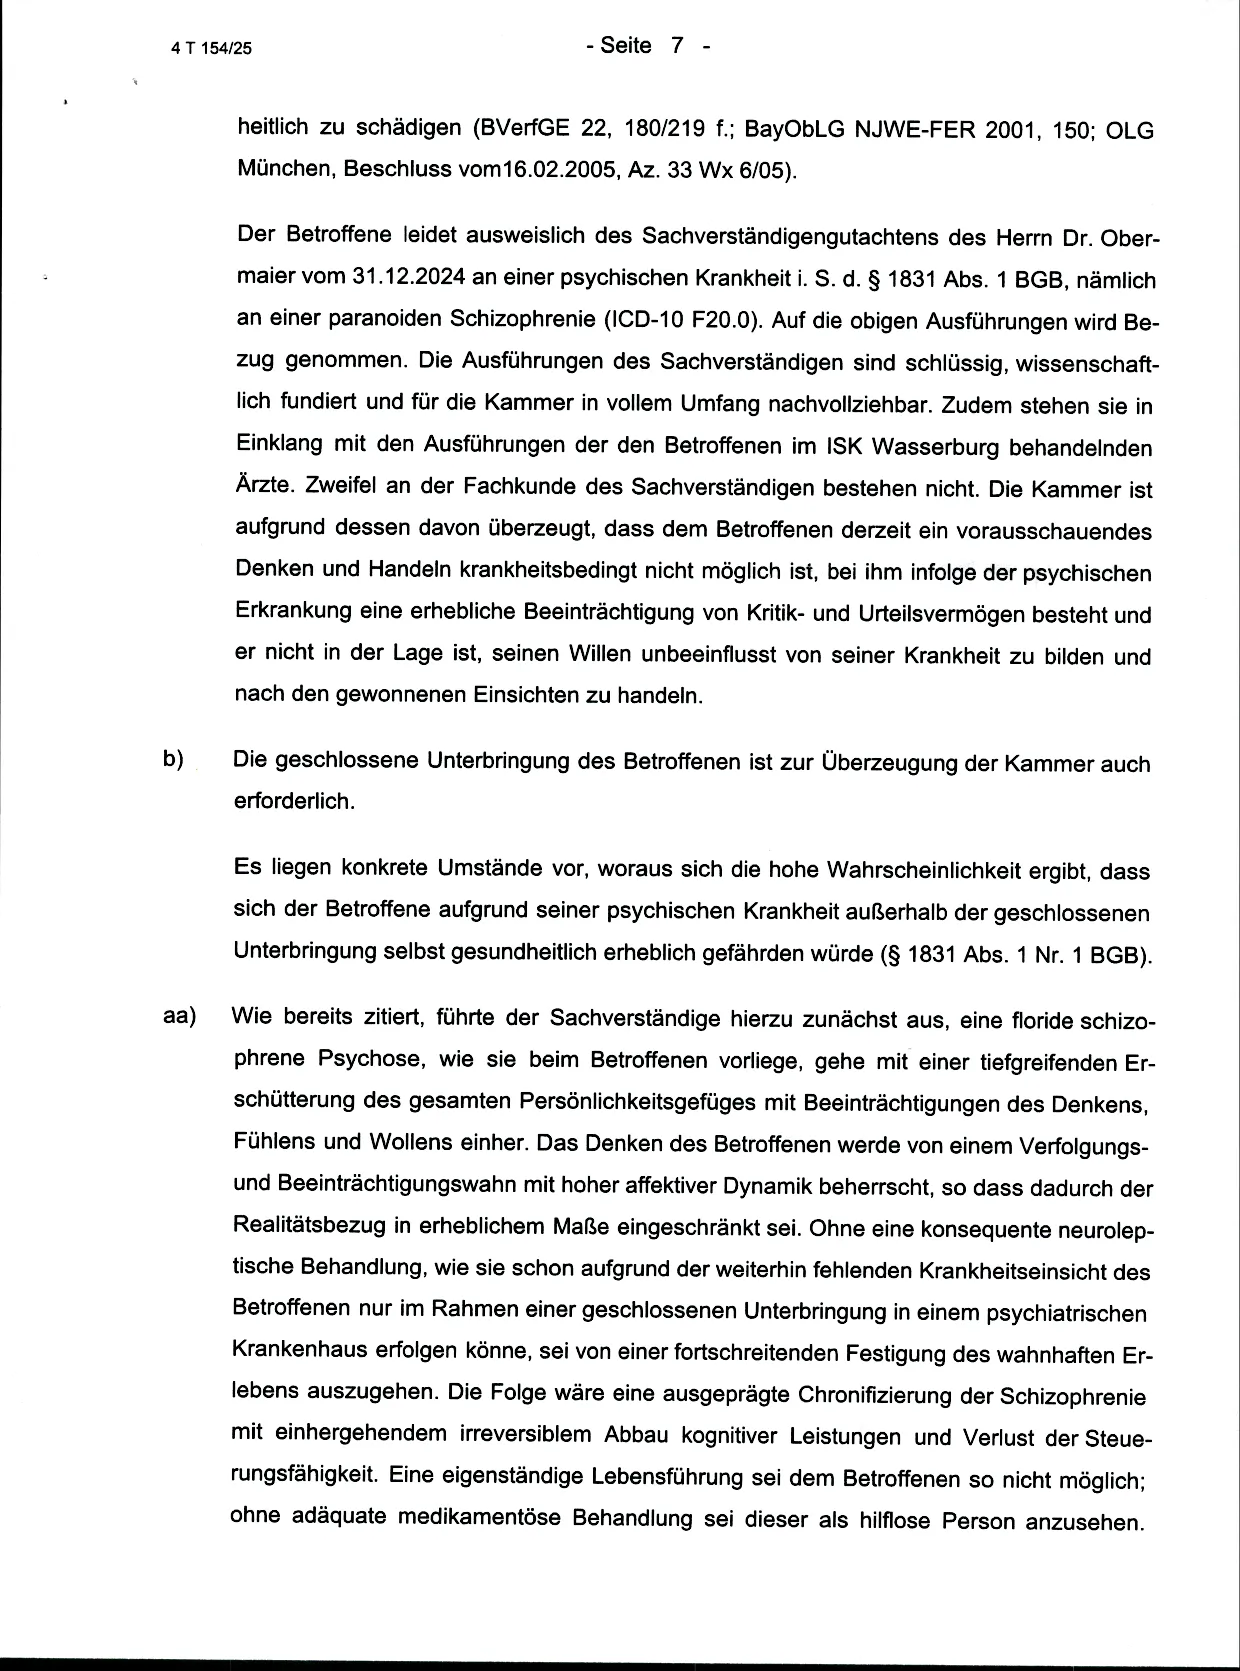 4 T 154/25
- Seite 7 -
heitlich zu schädigen (BVerfGE 22, 180/219 f.; BayObLG NJWE-FER 2001, 150; OLG
München, Beschluss vom16.02.2005, Az. 33 Wx 6/05).
Der Betroffene leidet ausweislich des Sachverständigengutachtens des Herrn Dr. Ober-
maier vom 31.12.2024 an einer psychischen Krankheit i. S. d. § 1831 Abs. 1 BGB, nämlich
an einer paranoiden Schizophrenie (ICD-10 F20.0). Auf die obigen Ausführungen wird Be-
zug genommen. Die Ausführungen des Sachverständigen sind schlüssig, wissenschaft-
lich fundiert und für die Kammer in vollem Umfang nachvollziehbar. Zudem stehen sie in
Einklang mit den Ausführungen der den Betroffenen im ISK Wasserburg behandelnden
Ärzte. Zweifel an der Fachkunde des Sachverständigen bestehen nicht. Die Kammer ist
aufgrund dessen davon überzeugt, dass dem Betroffenen derzeit ein vorausschauendes
Denken und Handeln krankheitsbedingt nicht möglich ist, bei ihm infolge der psychischen
Erkrankung eine erhebliche Beeinträchtigung von Kritik- und Urteilsvermögen besteht und
er nicht in der Lage ist, seinen Willen unbeeinflusst von seiner Krankheit zu bilden und
nach den gewonnenen Einsichten zu handeln.
b) Die geschlossene Unterbringung des Betroffenen ist zur Überzeugung der Kammer auch
erforderlich.
Es liegen konkrete Umstände vor, woraus sich die hohe Wahrscheinlichkeit ergibt, dass
sich der Betroffene aufgrund seiner psychischen Krankheit außerhalb der geschlossenen
Unterbringung selbst gesundheitlich erheblich gefährden würde (§ 1831 Abs. 1 Nr. 1 BGB).
aa) Wie bereits zitiert, führte der Sachverständige hierzu zunächst aus, eine floride schizo-
phrene Psychose, wie sie beim Betroffenen vorliege, gehe mit einer tiefgreifenden Er-
schütterung des gesamten Persönlichkeitsgefüges mit Beeinträchtigungen des Denkens,
Fühlens und Wollens einher. Das Denken des Betroffenen werde von einem Verfolgungs-
und Beeinträchtigungswahn mit hoher affektiver Dynamik beherrscht, so dass dadurch der
Realitätsbezug in erheblichem Maße eingeschränkt sei. Ohne eine konsequente neurolep-
tische Behandlung, wie sie schon aufgrund der weiterhin fehlenden Krankheitseinsicht des
Betroffenen nur im Rahmen einer geschlossenen Unterbringung in einem psychiatrischen
Krankenhaus erfolgen könne, sei von einer fortschreitenden Festigung des wahnhaften Er-
lebens auszugehen. Die Folge wäre eine ausgeprägte Chronifizierung der Schizophrenie
mit einhergehendem irreversiblem Abbau kognitiver Leistungen und Verlust der Steue-
rungsfähigkeit. Eine eigenständige Lebensführung sei dem Betroffenen so nicht möglich;
ohne adäquate medikamentöse Behandlung sei dieser als hilflose Person anzusehen.